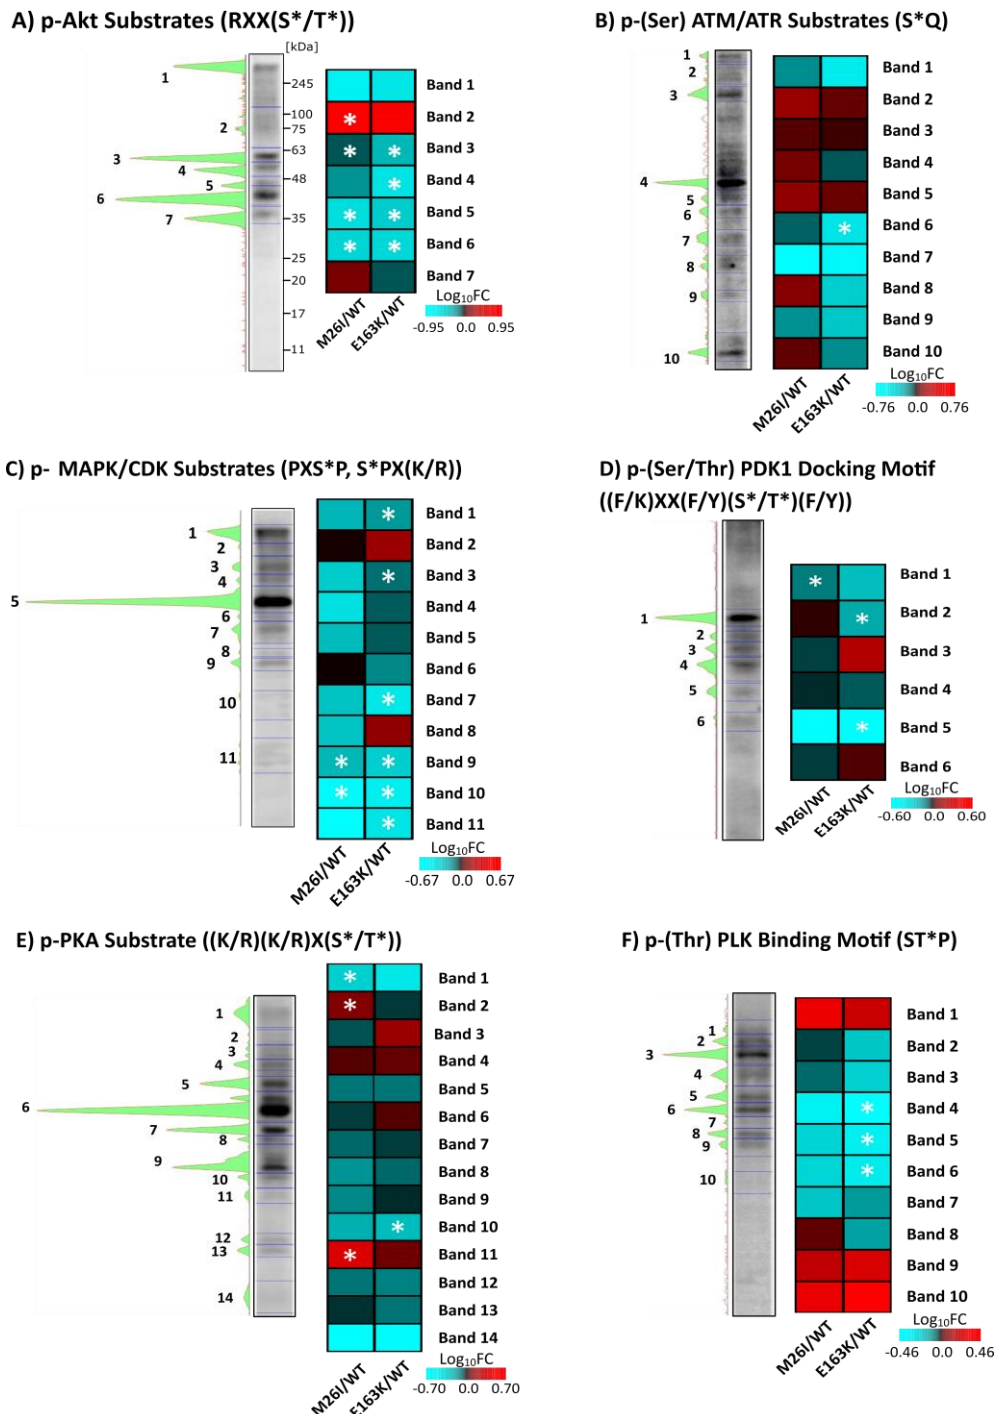 A) p-Akt Substrates (RXX(S*/T*))
[kDa]
1
2
3
4
5
6
7
245
100
75
63
48
35
25
20
17
11
*
* *
*
* *
* *
Band 1
Band 2
Band 3
Band 4
Band 5
Band 6
Band 7
M26I/WT
E163K/WT
Log₁₀FC
-0.95 0.0 0.95
B) p-(Ser) ATM/ATR Substrates (S*Q)
1
2
3
4
5
6
7
8
9
10
*
Band 1
Band 2
Band 3
Band 4
Band 5
Band 6
Band 7
Band 8
Band 9
Band 10
M26I/WT
E163K/WT
Log₁₀FC
-0.76 0.0 0.76
C) p- MAPK/CDK Substrates (PXS*P, S*PX(K/R))
1
2
3
4
5
6
7
8
9
10
11
*
*
*
* *
* *
*
Band 1
Band 2
Band 3
Band 4
Band 5
Band 6
Band 7
Band 8
Band 9
Band 10
Band 11
M26I/WT
E163K/WT
Log₁₀FC
-0.67 0.0 0.67
D) p-(Ser/Thr) PDK1 Docking Motif
((F/K)XX(F/Y)(S*/T*)(F/Y))
1
2
3
4
5
6
*
*
*
Band 1
Band 2
Band 3
Band 4
Band 5
Band 6
M26I/WT
E163K/WT
Log₁₀FC
-0.60 0.0 0.60
E) p-PKA Substrate ((K/R)(K/R)X(S*/T*))
1
2
3
4
5
6
7
8
9
10
11
12
13
14
*
*
*
*
Band 1
Band 2
Band 3
Band 4
Band 5
Band 6
Band 7
Band 8
Band 9
Band 10
Band 11
Band 12
Band 13
Band 14
M26I/WT
E163K/WT
Log₁₀FC
-0.70 0.0 0.70
F) p-(Thr) PLK Binding Motif (ST*P)
1
2
3
4
5
6
7
8
9
10
*
*
*
Band 1
Band 2
Band 3
Band 4
Band 5
Band 6
Band 7
Band 8
Band 9
Band 10
M26I/WT
E163K/WT
Log₁₀FC
-0.46 0.0 0.46